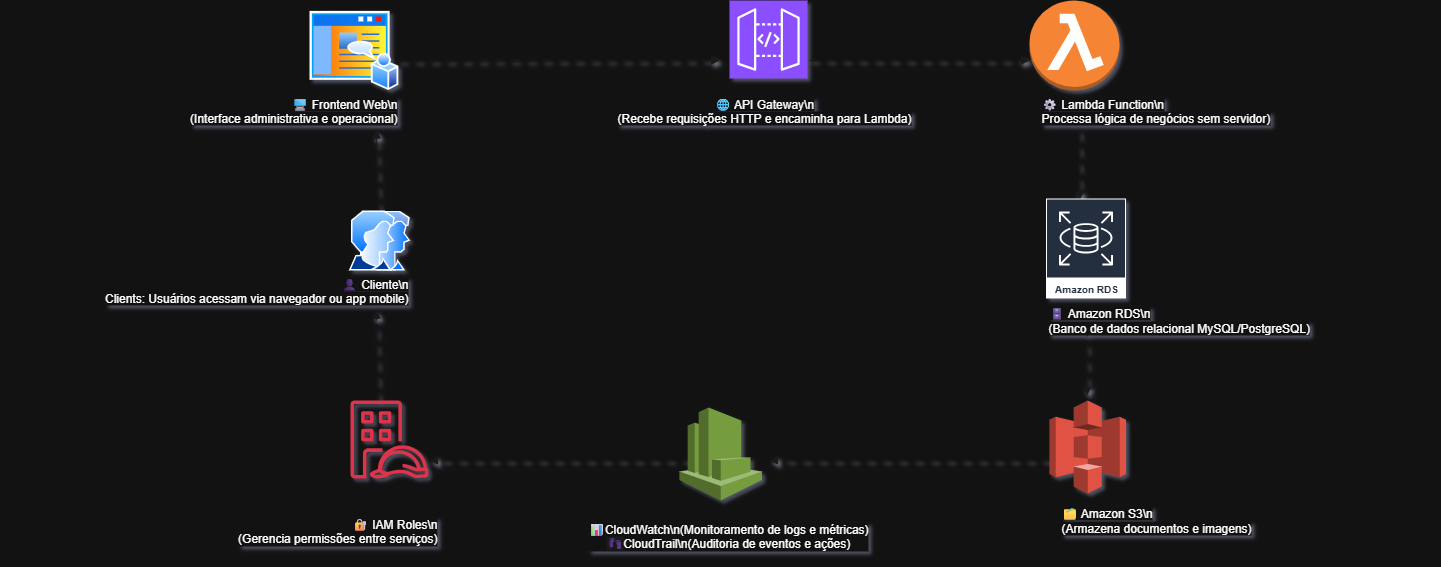 Frontend Web\n
(Interface administrativa e operacional)
API Gateway\n
(Recebe requisições HTTP e encaminha para Lambda)
Lambda Function\n
Processa lógica de negócios sem servidor)
Cliente\n
Clients: Usuários acessam via navegador ou app mobile)
Amazon RDS
Amazon RDS\n
(Banco de dados relacional MySQL/PostgreSQL)
IAM Roles\n
(Gerencia permissões entre serviços)
CloudWatch\n(Monitoramento de logs e métricas)
CloudTrail\n(Auditoria de eventos e ações)
Amazon S3\n
(Armazena documentos e imagens)